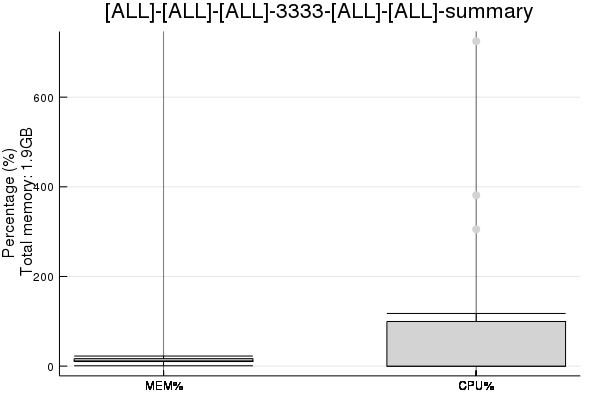 [ALL]-[ALL]-[ALL]-3333-[ALL]-[ALL]-summary
Percentage (%)
Total memory: 1.9GB
600
400
200
0
MEM%
CPU%